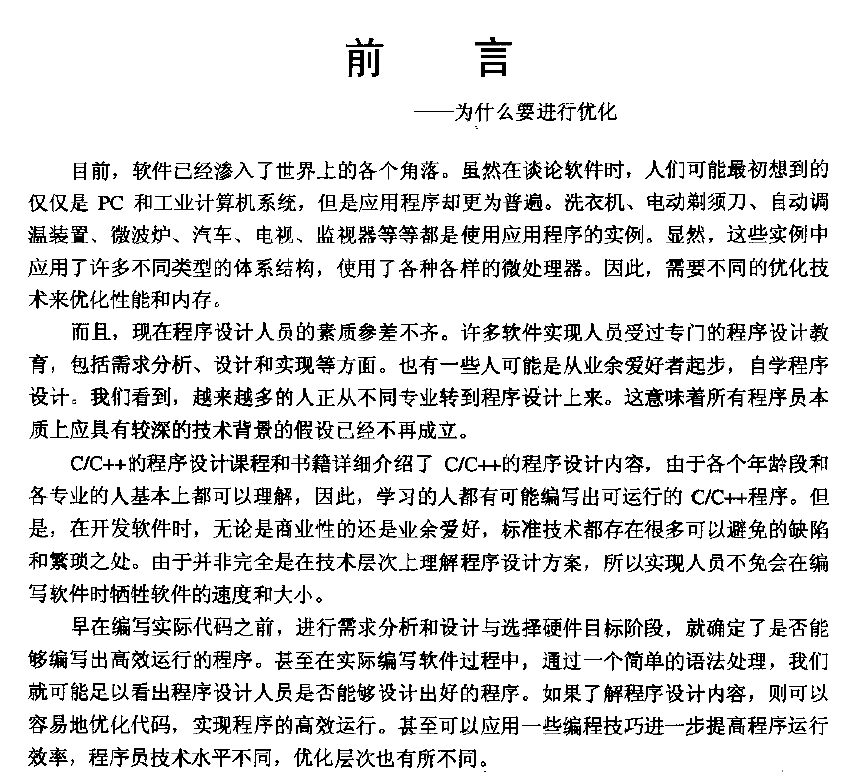 前 言
——为什么要进行优化
目前，软件已经渗入了世界上的各个角落。虽然在谈论软件时，人们可能最初想到的
仅仅是 PC 和工业计算机系统，但是应用程序却更为普遍。洗衣机、电动剃须刀、自动调
温装置、微波炉、汽车、电视、监视器等等都是使用应用程序的实例。显然，这些实例中
应用了许多不同类型的体系结构，使用了各种各样的微处理器。因此，需要不同的优化技
术来优化性能和内存。
而且，现在程序设计人员的素质参差不齐。许多软件实现人员受过专门的程序设计教
育，包括需求分析、设计和实现等方面。也有一些人可能是从业余爱好者起步，自学程序
设计。我们看到，越来越多的人正从不同专业转到程序设计上来。这意味着所有程序员本
质上应具有较深的技术背景的假设已经不再成立。
C/C++的程序设计课程和书籍详细介绍了 C/C++的程序设计内容，由于各个年龄段和
各专业的人基本上都可以理解，因此，学习的人都有可能编写出可运行的 C/C++程序。但
是，在开发软件时，无论是商业性的还是业余爱好，标准技术都存在很多可以避免的缺陷
和繁琐之处。由于并非完全是在技术层次上理解程序设计方案，所以实现人员不免会在编
写软件时牺牲软件的速度和大小。
早在编写实际代码之前，进行需求分析和设计与选择硬件目标阶段，就确定了是否能
够编写出高效运行的程序。甚至在实际编写软件过程中，通过一个简单的语法处理，我们
就可能足以看出程序设计人员是否能够设计出好的程序。如果了解程序设计内容，则可以
容易地优化代码，实现程序的高效运行。甚至可以应用一些编程技巧进一步提高程序运行
效率，程序员技术水平不同，优化层次也有所不同。